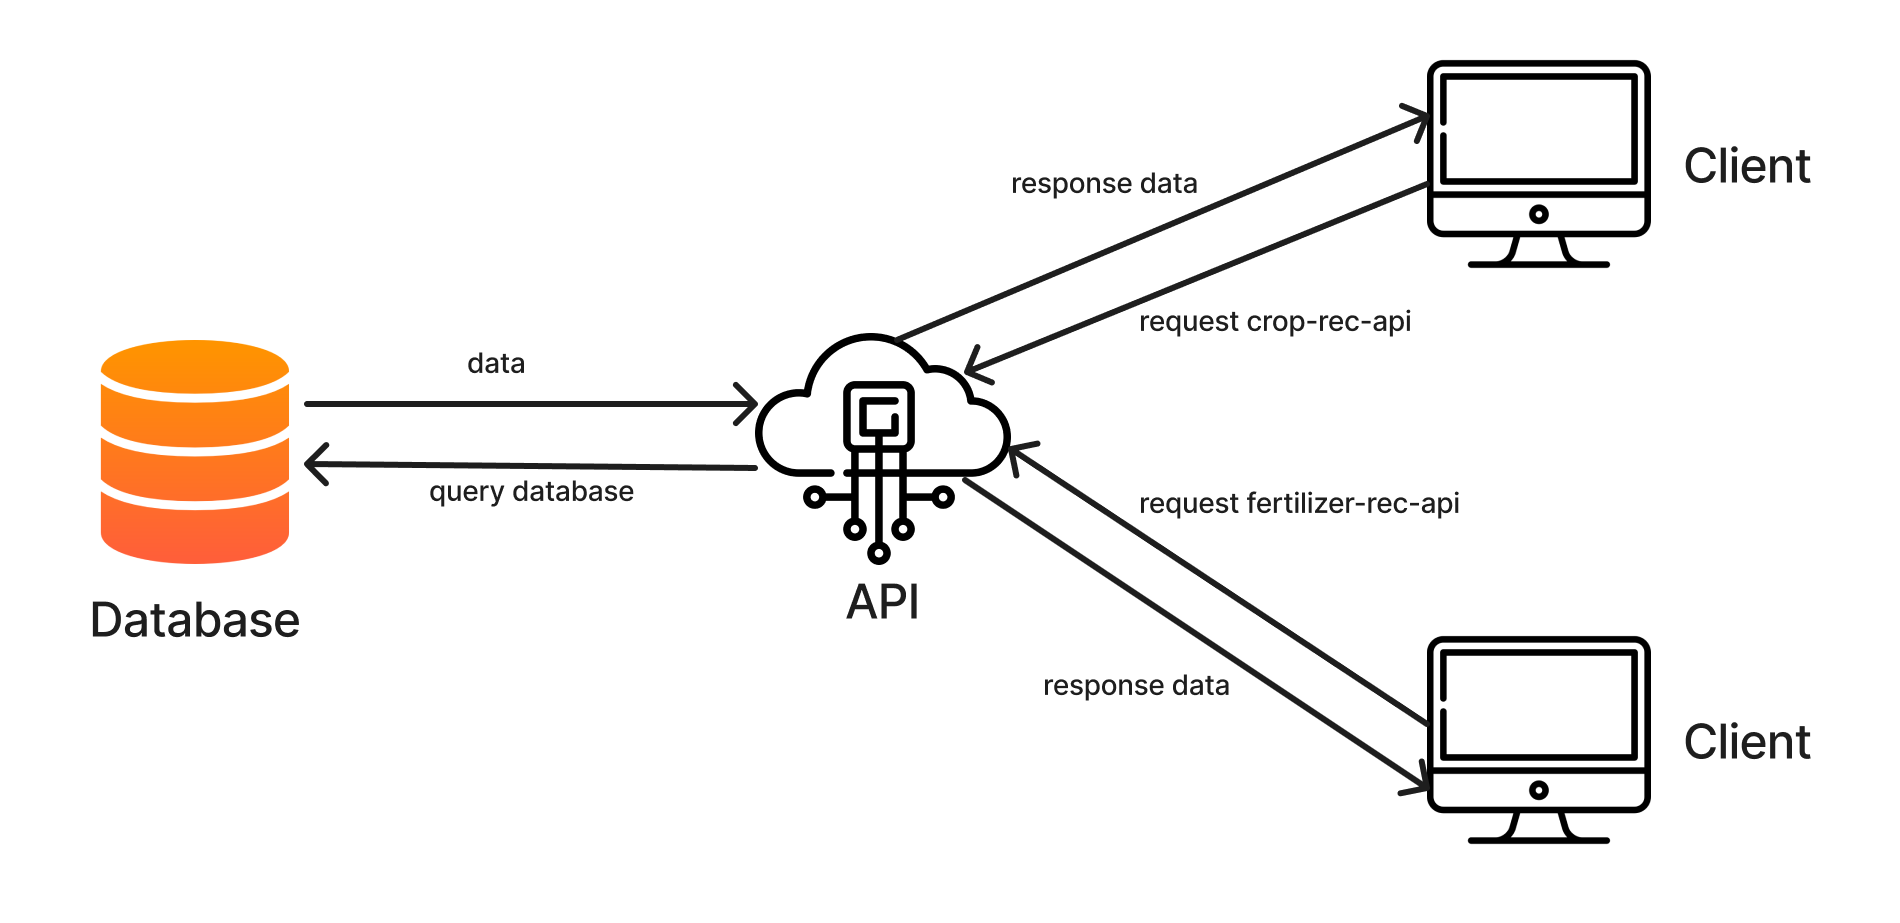 response data
Client
request crop-rec-api
data
query database
request fertilizer-rec-api
API
Database
response data
Client